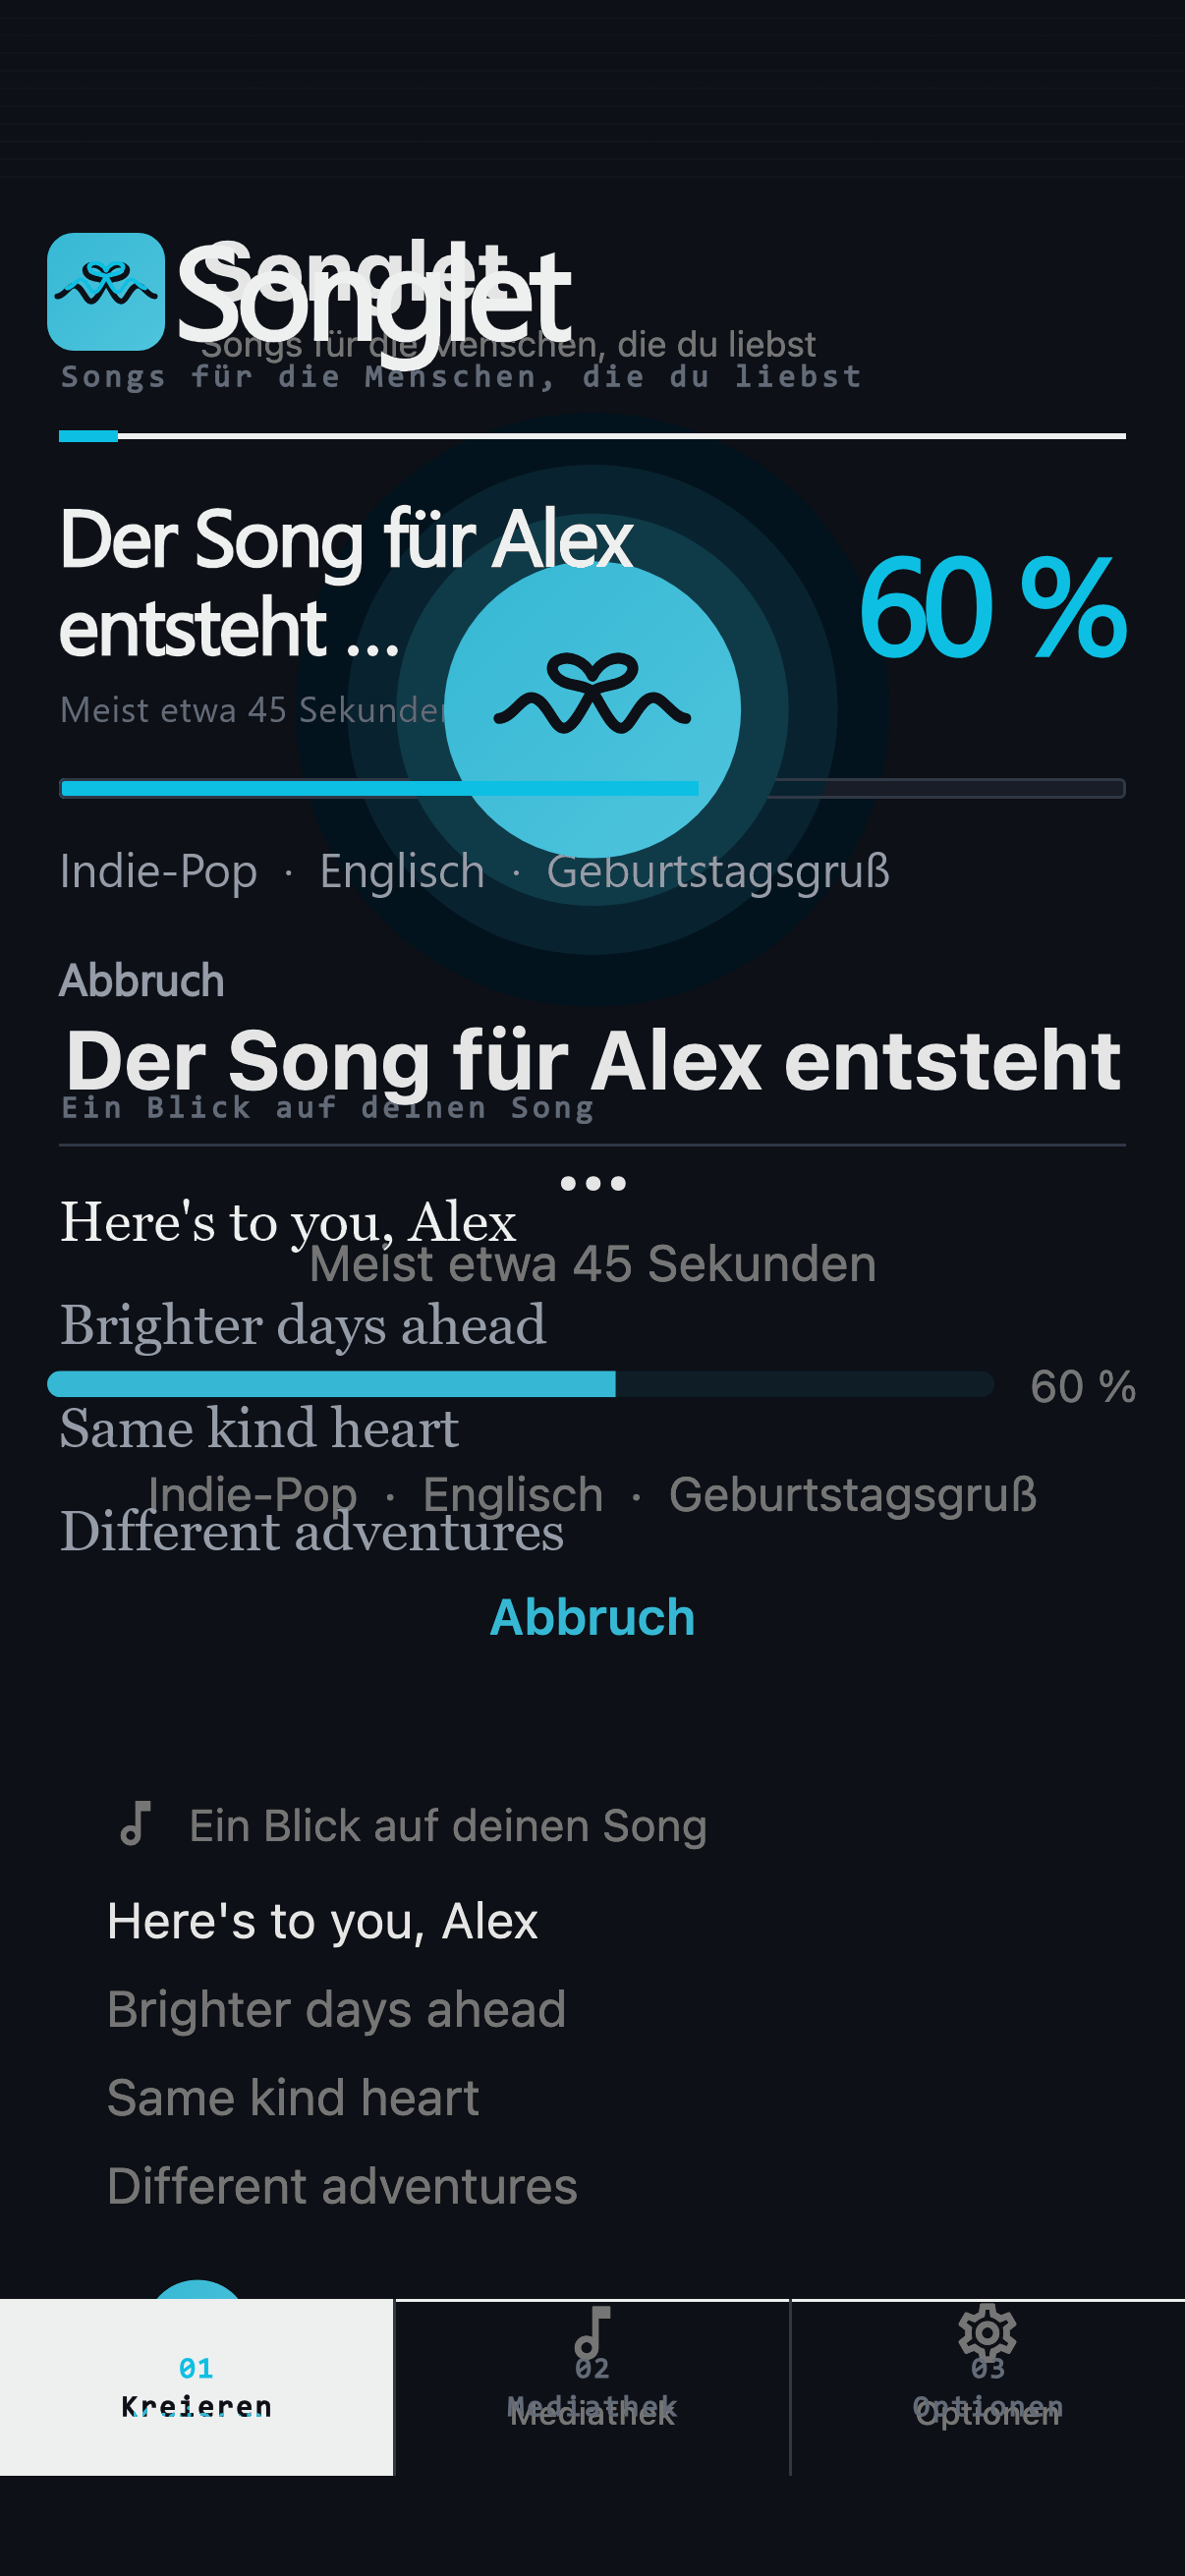 Songlet
Songlet
Songs für die Menschen, die du liebst
Songs für die Menschen, die du liebst
Der Song für Alex
entsteht ...
60 %
Meist etwa 45 Sekunden
Indie-Pop · Englisch · Geburtstagsgruß
Abbruch
Der Song für Alex entsteht
...
Ein Blick auf deinen Song
Here's to you, Alex
Meist etwa 45 Sekunden
Brighter days ahead
60 %
Same kind heart
Indie-Pop · Englisch · Geburtstagsgruß
Different adventures
Abbruch
Ein Blick auf deinen Song
Here's to you, Alex
Brighter days ahead
Same kind heart
Different adventures
01
Kreieren
02
Mediathek
Mediathek
03
Optionen
Optionen